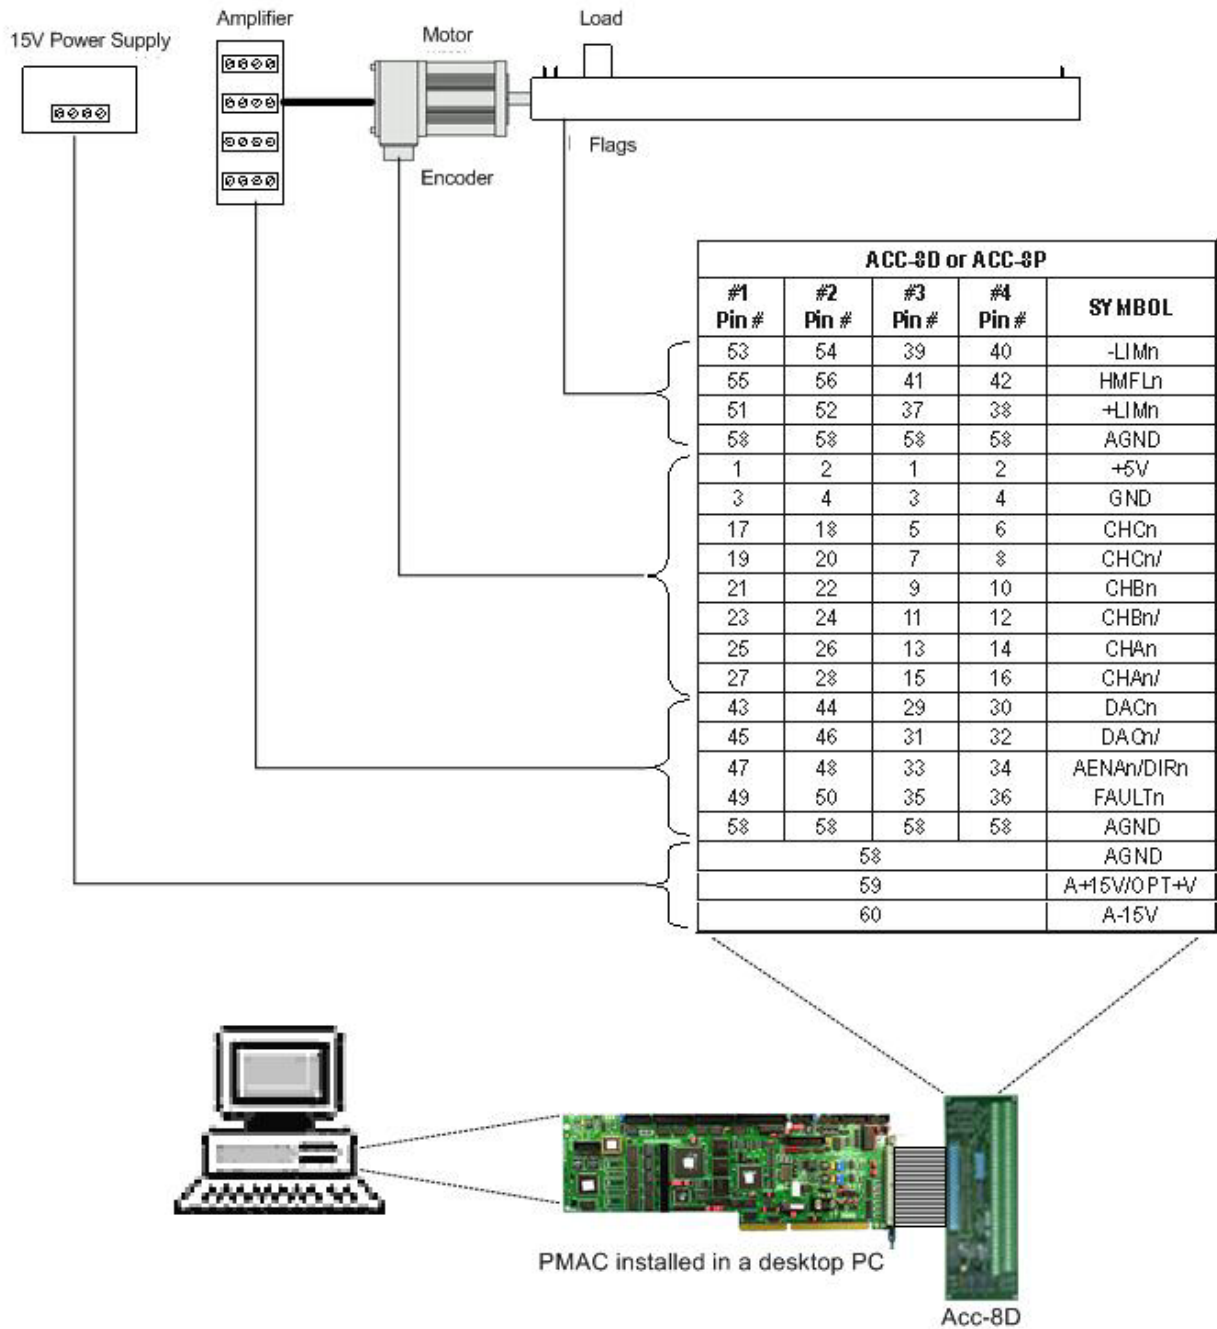 Amplifier
Load
15V Power Supply
Motor
Flags
Encoder
ACC-8D or ACC-8P
#1 Pin # #2 Pin # #3 Pin # #4 Pin # SYMBOL
53 54 39 40 -LIMn
55 56 41 42 HMFLn
51 52 37 38 +LIMn
58 58 58 58 AGND
1 2 1 2 +5V
3 4 3 4 GND
17 18 5 6 CHCn
19 20 7 8 CHCn/
21 22 9 10 CHBn
23 24 11 12 CHBn/
25 26 13 14 CHAn
27 28 15 16 CHAn/
43 44 29 30 DACn
45 46 31 32 DACn/
47 48 33 34 AENAn/DIRn
49 50 35 36 FAULTn
58 58 58 58 AGND
58 AGND
59 A+15V/OPT+V
60 A-15V
PMAC installed in a desktop PC
Acc-8D